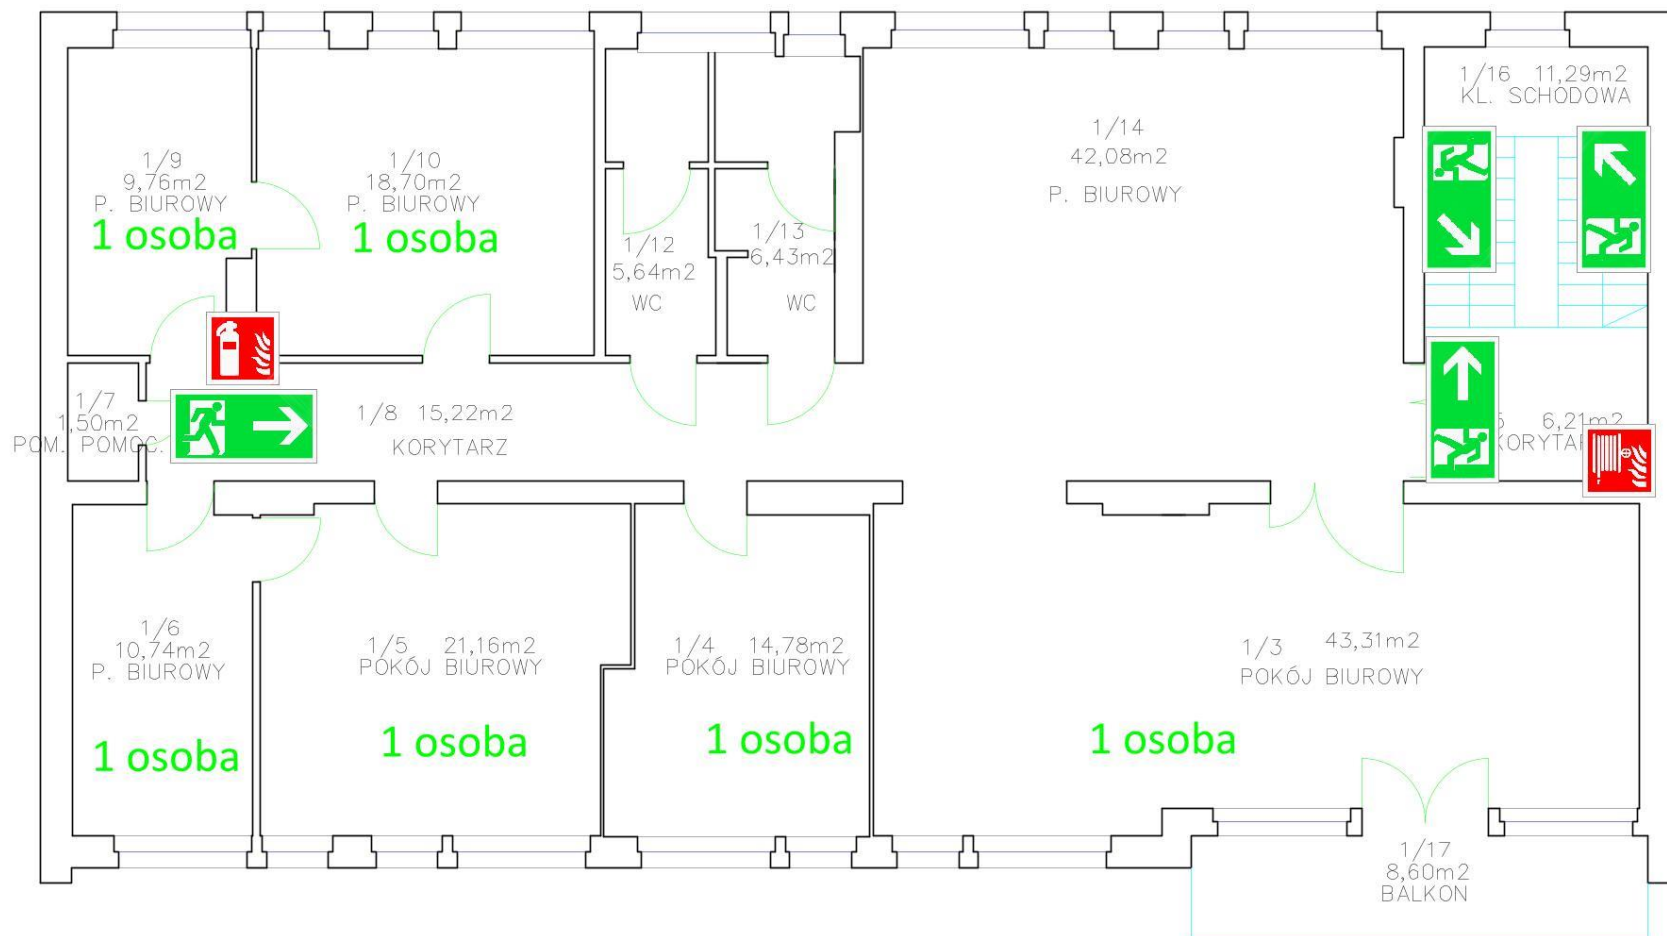 1/16 11,29m2
KL. SCHODOWA
1/14
42,08m2
P. BIUROWY
1/9
9,76m2
P. BIUROWY
1 osoba
1/10
18,70m2
P. BIUROWY
1 osoba
1/12
5,64m2
WC
1/13
6,43m2
WC
1/7
1,50m2
POM. POMOC.
1/8 15,22m2
KORYTARZ
6,21m2
1/6
10,74m2
P. BIUROWY
1 osoba
1/5 21,16m2
POKÓJ BIUROWY
1 osoba
1/4 14,78m2
POKÓJ BIUROWY
1 osoba
1/3 43,31m2
POKÓJ BIUROWY
1 osoba
1/17
8,60m2
BALKON